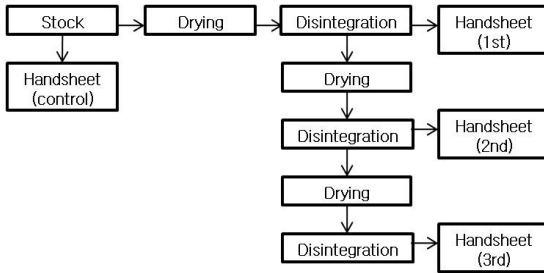 Stock
Drying
Disintegration
Handsheet
(1st)
Handsheet
(control)
Drying
Disintegration
Handsheet
(2nd)
Drying
Disintegration
Handsheet
(3rd)